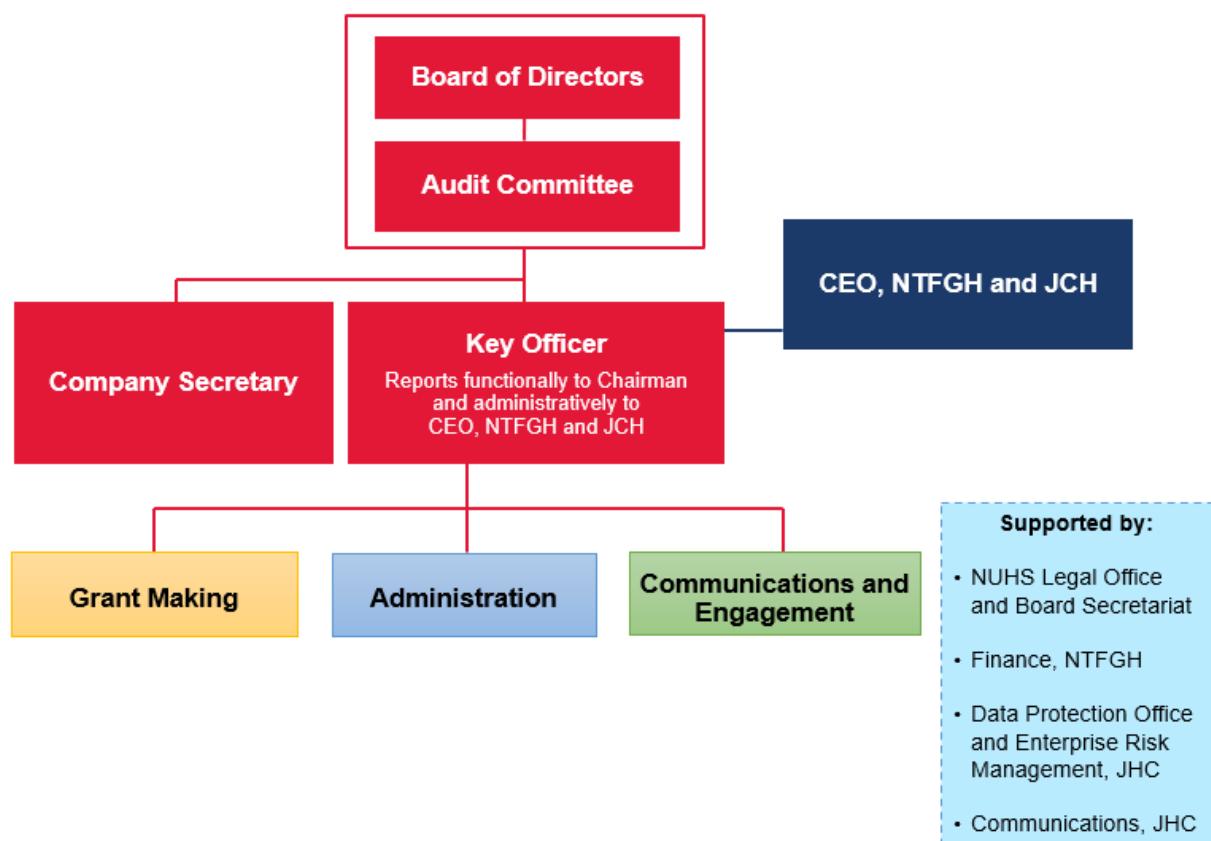 Board of Directors
Audit Committee
CEO, NTFGH and JCH
Company Secretary
Key Officer
Reports functionally to Chairman
and administratively to
CEO, NTFGH and JCH
Grant Making
Administration
Communications and
Engagement
Supported by:
• NUHS Legal Office
and Board Secretariat
• Finance, NTFGH
• Data Protection Office
and Enterprise Risk
Management, JHC
• Communications, JHC